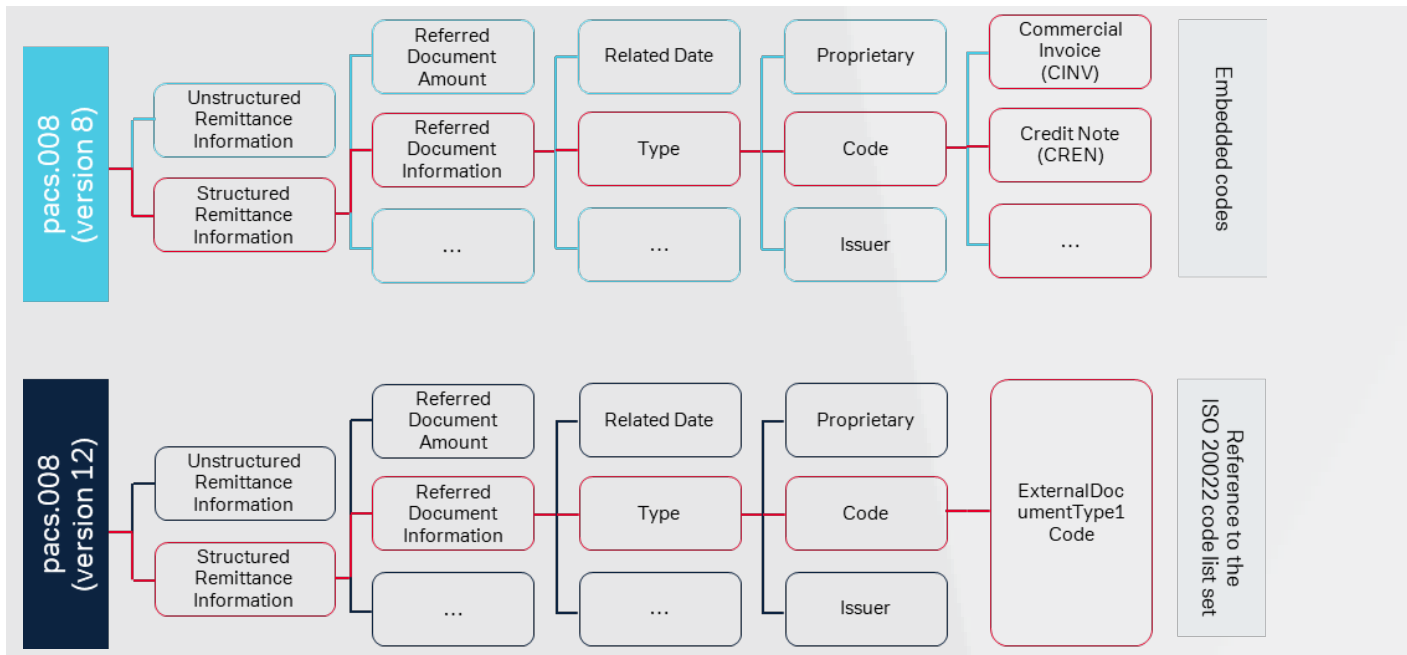 pacs.008
(version 8)
Unstructured
Remittance
Information
Structured
Remittance
Information
Referred
Document
Amount
Referred
Document
Information
...
Related Date
Type
...
Proprietary
Code
Issuer
Commercial
Invoice
(CINV)
Credit Note
(CREN)
...
Embedded codes
pacs.008
(version 12)
Unstructured
Remittance
Information
Structured
Remittance
Information
Referred
Document
Amount
Referred
Document
Information
...
Related Date
Type
...
Proprietary
Code
Issuer
ExternalDoc
umentType1
Code
Reference to the
ISO 20022 code list set